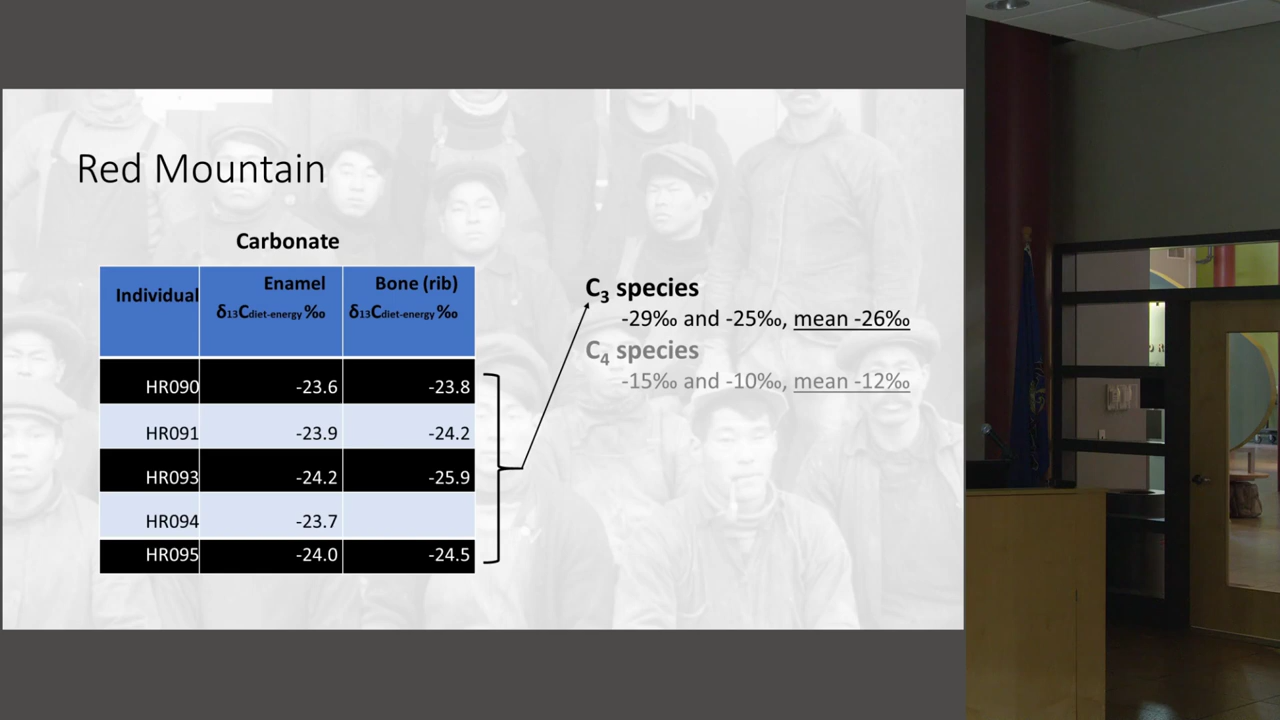 Red Mountain
Carbonate
Individual Enamel δ13Cdiet-energy ‰ Bone (rib) δ13Cdiet-energy ‰
HR090 -23.6 -23.8
HR091 -23.9 -24.2
HR093 -24.2 -25.9
HR094 -23.7
HR095 -24.0 -24.5
C3 species
-29‰ and -25‰, mean -26‰
C4 species
-15‰ and -10‰, mean -12‰